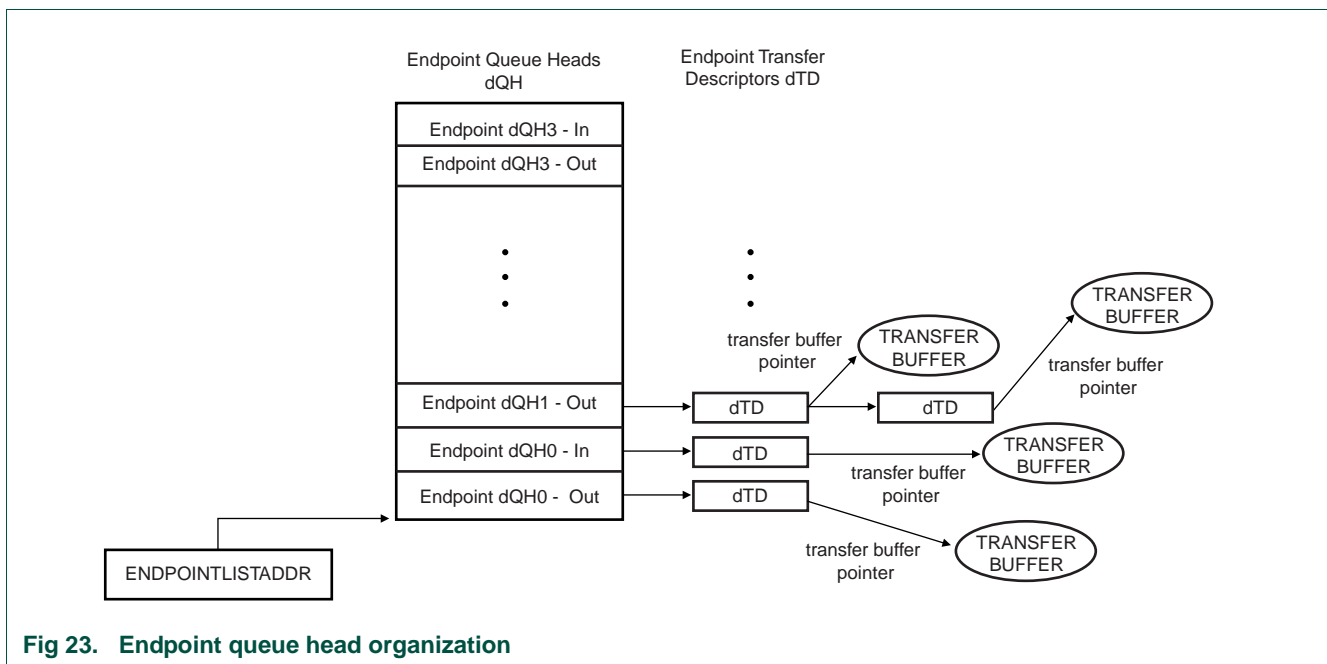 Endpoint Queue Heads
dQH
Endpoint Transfer
Descriptors dTD
Endpoint dQH3 - In
Endpoint dQH3 - Out
TRANSFER
BUFFER
transfer buffer
pointer
TRANSFER
BUFFER
transfer buffer
pointer
Endpoint dQH1 - Out
dTD
dTD
Endpoint dQH0 - In
dTD
TRANSFER
BUFFER
transfer buffer
pointer
Endpoint dQH0 - Out
dTD
transfer buffer
pointer
TRANSFER
BUFFER
ENDPOINTLISTADDR
Fig 23. Endpoint queue head organization